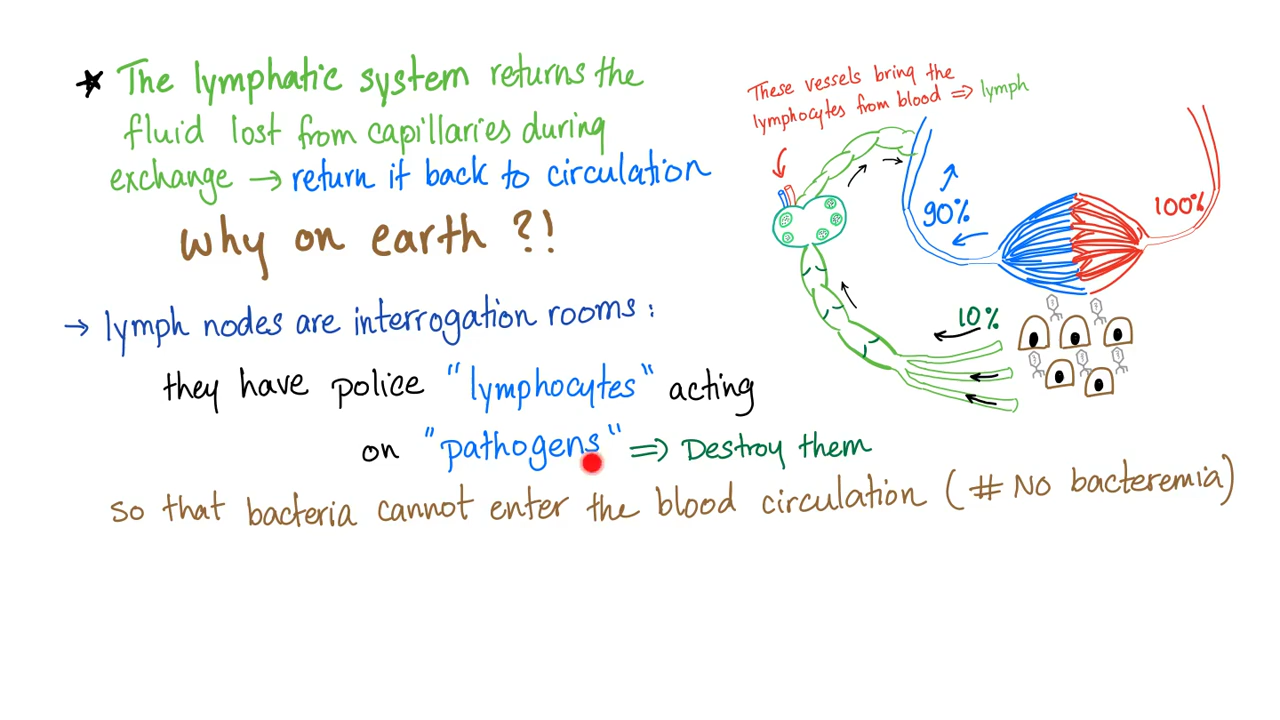 * The lymphatic system returns the
fluid lost from capillaries during
exchange → return it back to circulation
why on earth ?!
→ lymph nodes are interrogation rooms:
they have police "lymphocytes" acting
on "pathogens" ⇒ Destroy them
so that bacteria cannot enter the blood circulation (# No bacteremia)
These vessels bring the
lymphocytes from blood ⇒ lymph
90%
100%
10%